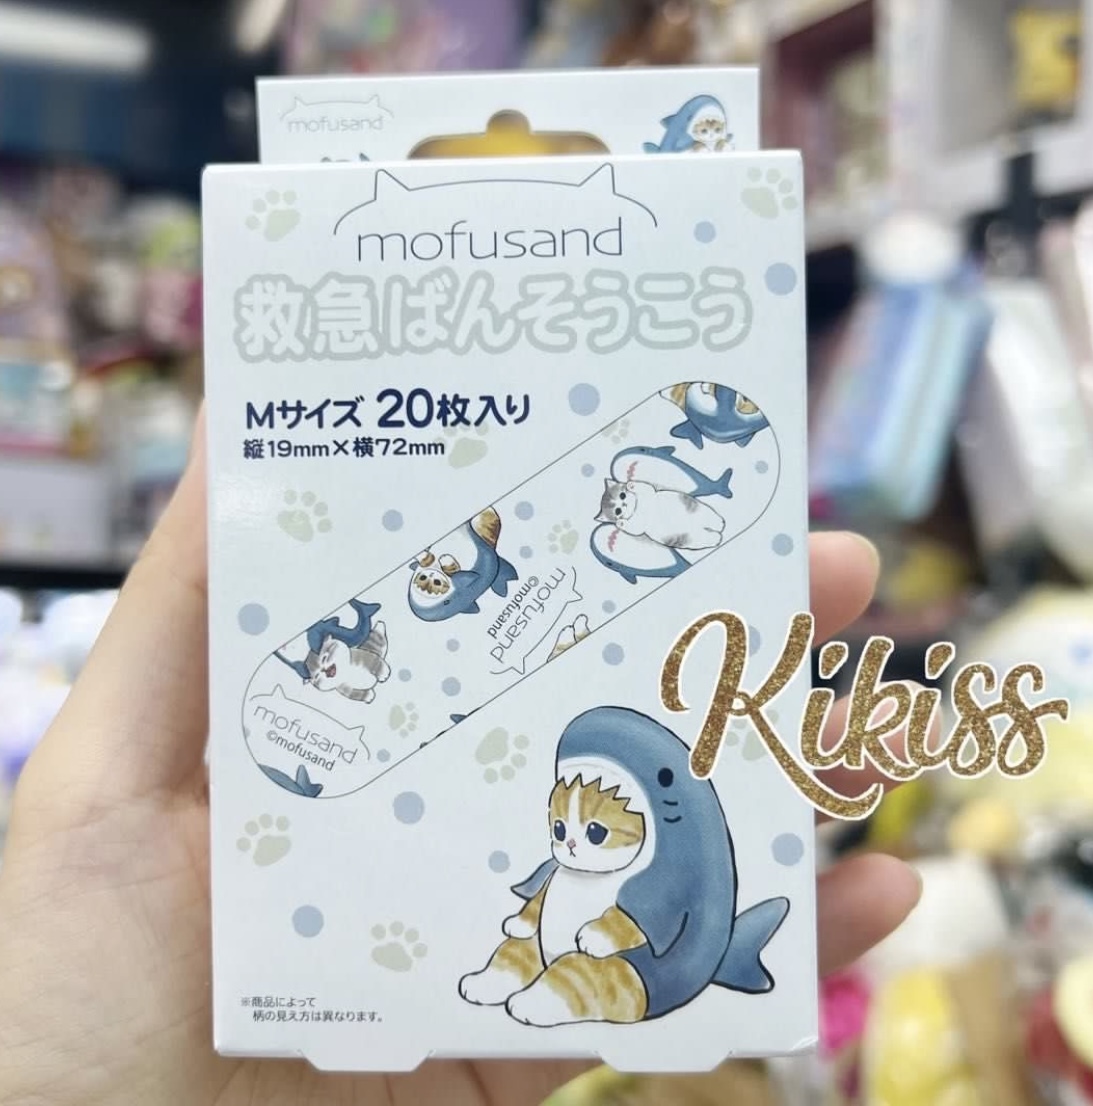 mofusand
mofusand
救急ばんそうこう
Mサイズ 20枚入り
縦19mm×横72mm
mofusand
©mofusand
mofusand
©mofusand
Kikiss
※商品によって
柄の見え方は異なります。